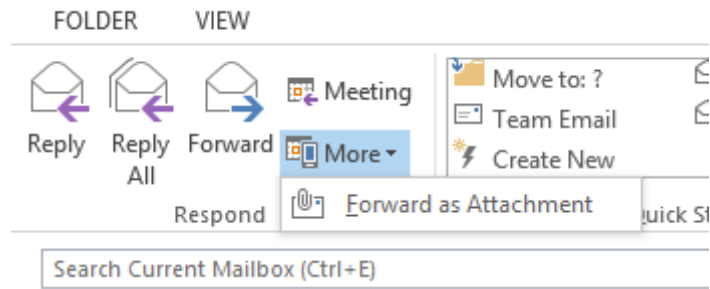 FOLDER VIEW
Meeting
Move to: ?
Team Email
Reply Reply Forward More
All
Create New
Respond
Forward as Attachment
Search Current Mailbox (Ctrl+E)